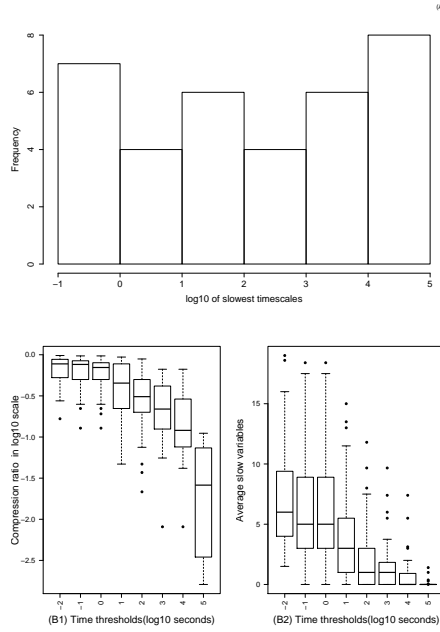 (A
8
6
4
2
0
Frequency
−1 0 1 2 3 4 5
log10 of slowest timescales
0.0
−0.5
−1.0
−1.5
−2.0
−2.5
Compression ratio in log10 scale
−2 −1 0 1 2 3 4 5
(B1) Time thresholds(log10 seconds)
15
10
5
0
Average slow variables
−2 −1 0 1 2 3 4 5
(B2) Time thresholds(log10 seconds)